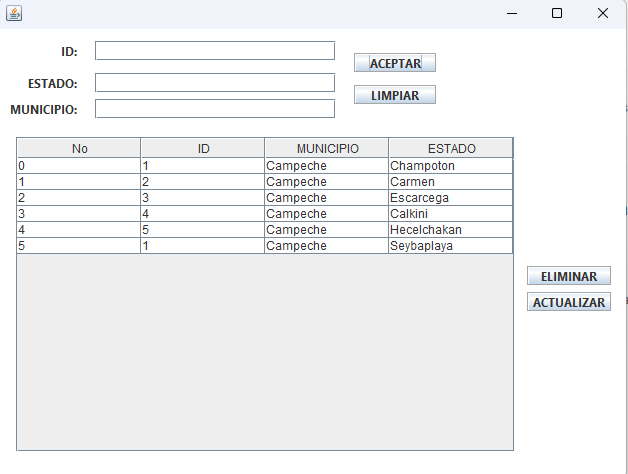 ID:
ACEPTAR
ESTADO:
LIMPIAR
MUNICIPIO:
No ID MUNICIPIO ESTADO
0 1 Campeche Champoton
1 2 Campeche Carmen
2 3 Campeche Escarcega
3 4 Campeche Calkini
4 5 Campeche Hecelchakan
5 1 Campeche Seybaplaya
ELIMINAR
ACTUALIZAR